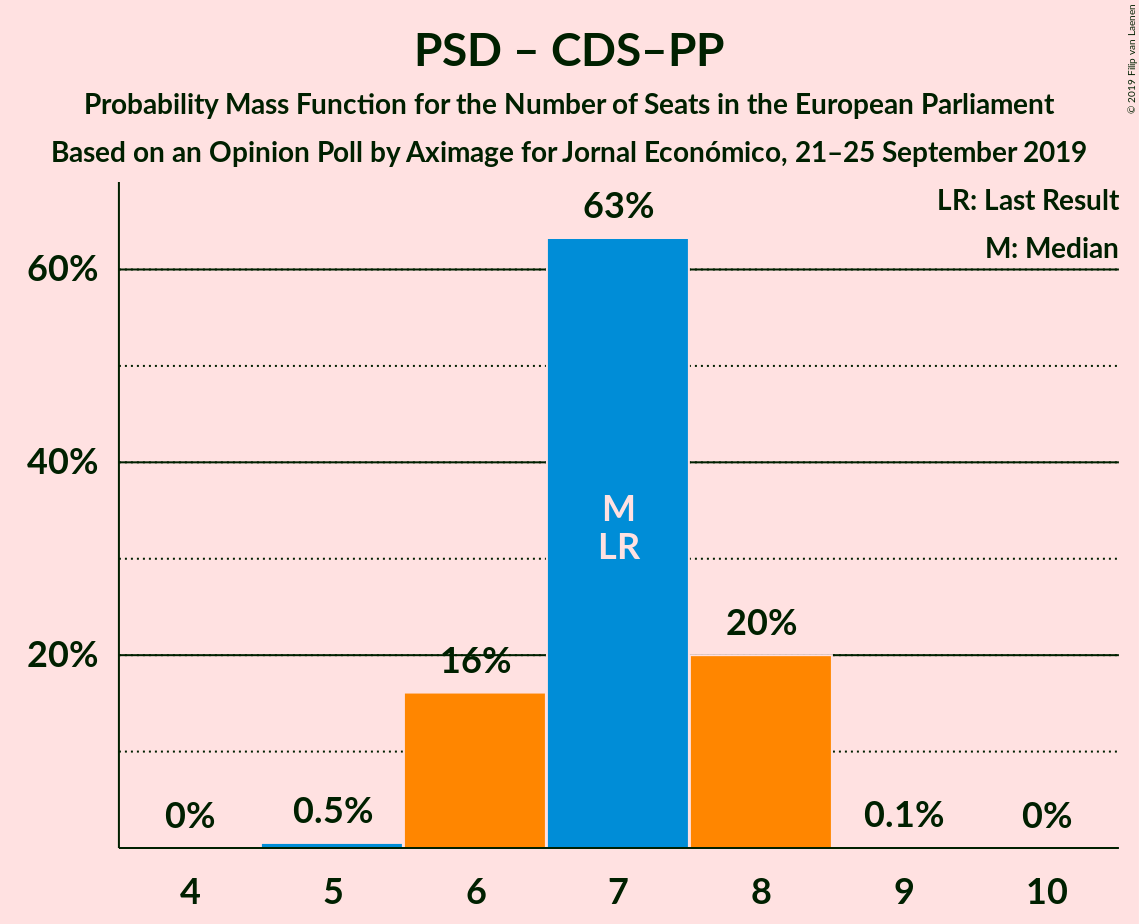 PSD – CDS–PP
Probability Mass Function for the Number of Seats in the European Parliament
Based on an Opinion Poll by Aximage for Jornal Económico, 21–25 September 2019
© 2019 Filip van Laenen
LR: Last Result
M: Median
63%
60%
40%
M
LR
20%
20%
16%
0%
0.5%
0.1%
0%
4
5
6
7
8
9
10